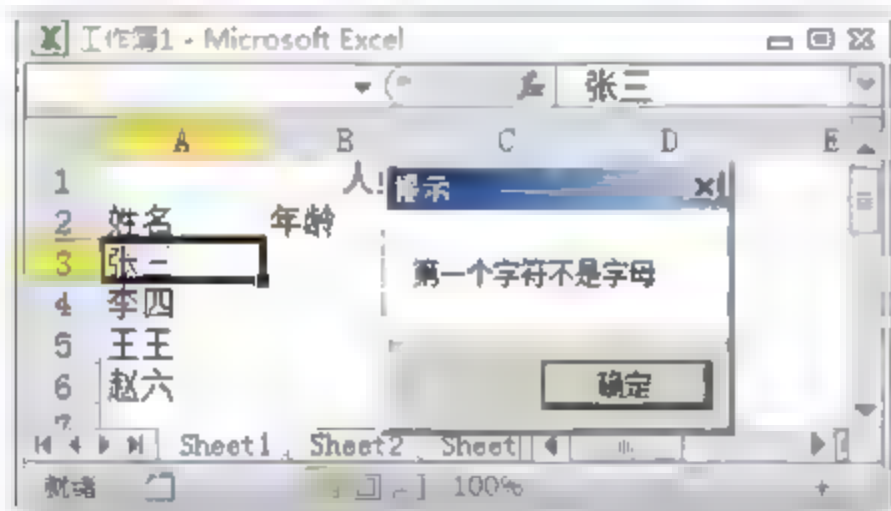 工作簿1 - Microsoft Excel
张三
A B C D E
1 人
2 姓名 年龄
3 张三
4 李四
5 王王
6 赵六
7
提示
第一个字符不是字母
确定
Sheet1 Sheet2 Sheet
就绪 100%